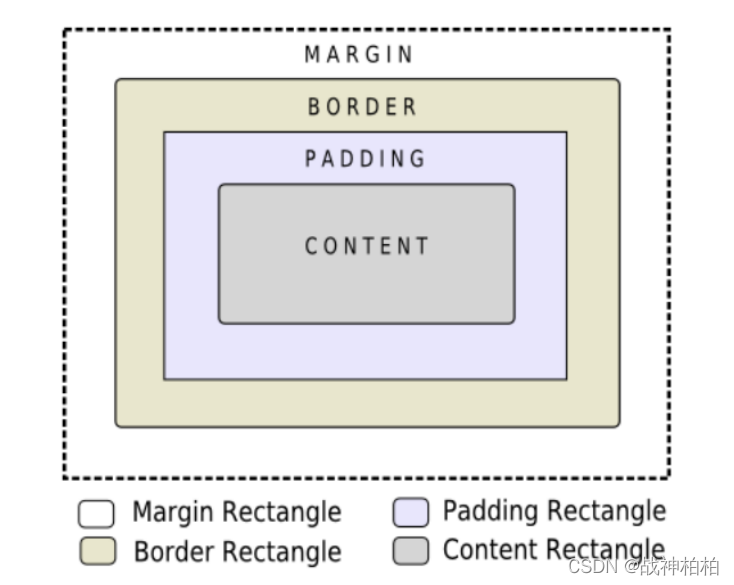 MARGIN
BORDER
PADDING
CONTENT
Margin Rectangle
Padding Rectangle
Border Rectangle
Content Rectangle
CSDN @战神柏柏